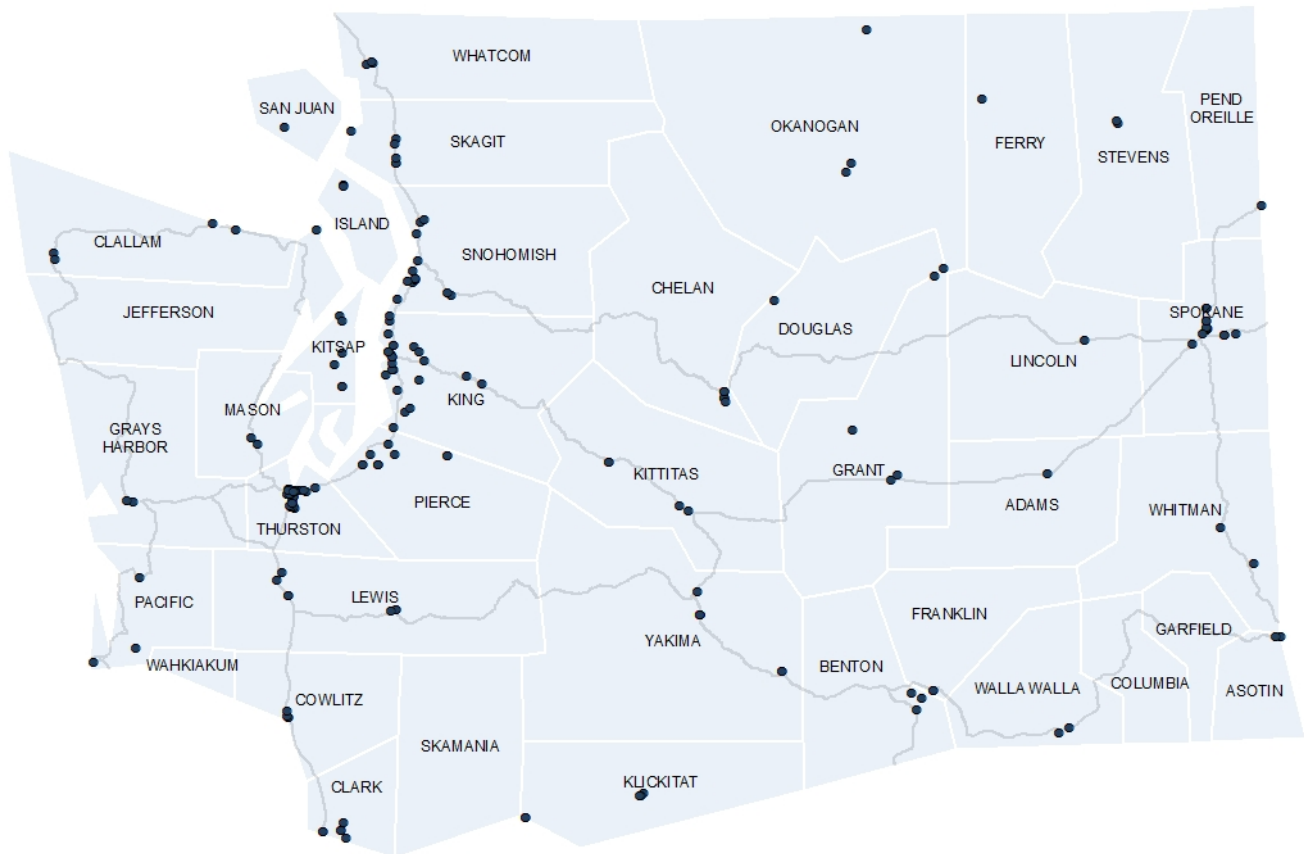 WHATCOM
SAN JUAN
SKAGIT
OKANOGAN
FERRY
STEVENS
PEND
OREILLE
CLALLAM
ISLAND
SNOHOMISH
JEFFERSON
CHELAN
DOUGLAS
SPOKANE
KITSAP
LINCOLN
MASON
KING
GRAYS
HARBOR
KITTITAS
GRANT
ADAMS
WHITMAN
THURSTON
PIERCE
PACIFIC
LEWIS
FRANKLIN
GARFIELD
WAHKIAKUM
YAKIMA
BENTON
WALLA WALLA
COLUMBIA
ASOTIN
COWLITZ
SKAMANIA
CLARK
KLICKITAT